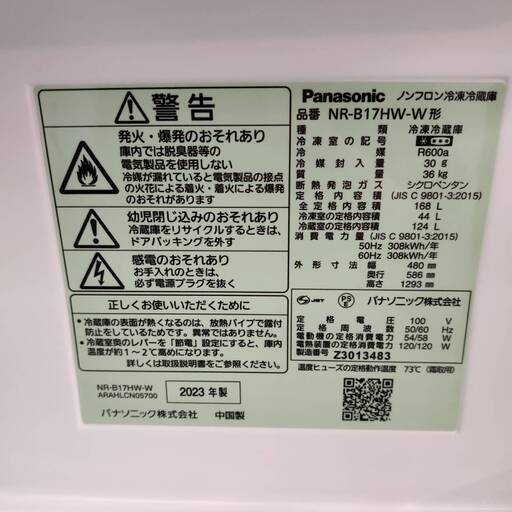 警告
発火・爆発のおそれあり
庫内では脱臭器等の
電気製品を使用しない
冷媒が漏れていると電気製品の接点
の火花による着火・着火による爆発
のおそれがあります
幼児閉じ込みのおそれあり
冷蔵庫をリサイクルするときは、
ドアパッキングを外す
感電のおそれあり
お手入れのときは、
必ず電源プラグを抜く
正しくお使いいただくために
・冷蔵庫の表面が熱くなるのは、放熱パイプで露付
防止をしているためです。異常ではありません。
・冷蔵室奥のレバーを「節電」設定にすると、庫内
温度が約1～2℃高めになります。
詳しくは取扱説明書をご参照ください。
NR-B17HW-W
ARAHLCN05700
2023 年製
パナソニック株式会社 中国製
Panasonic ノンフロン冷凍冷蔵庫
品番 NR-B17HW-W 形
種類 冷凍冷蔵庫
冷凍室の記号
冷媒 R600a
冷媒封入量 30 g
質量 36 kg
断熱発泡ガス シクロペンタン
定格内容積 (JIS C 9801-3:2015)
全定格内容積 168 L
冷凍室の定格内容積 44 L
冷蔵室の定格内容積 124 L
消費電力量 (JIS C 9801-3:2015)
50Hz 308kWh/年
60Hz 308kWh/年
外形寸法 幅 480 mm
奥行 586 mm
高さ 1293 mm
JET PSE パナソニック株式会社
定格電圧 100 V
定格周波数 50/60 Hz
電動機の定格消費電力 54/58 W
電熱装置の定格消費電力 120/120 W
製造番号 Z3013483
温度ヒューズの定格動作温度 73℃ (霜取用)